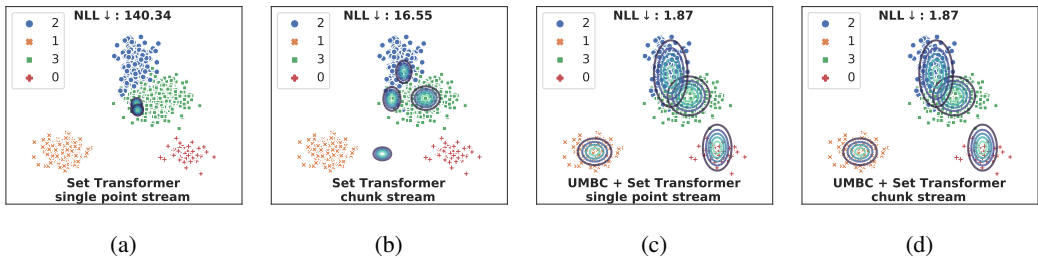 NLL ↓: 140.34
2
1
3
0
Set Transformer
single point stream
(a)
NLL ↓: 16.55
2
1
3
0
Set Transformer
chunk stream
(b)
NLL ↓: 1.87
2
1
3
0
UMBC + Set Transformer
single point stream
(c)
NLL ↓: 1.87
2
1
3
0
UMBC + Set Transformer
chunk stream
(d)